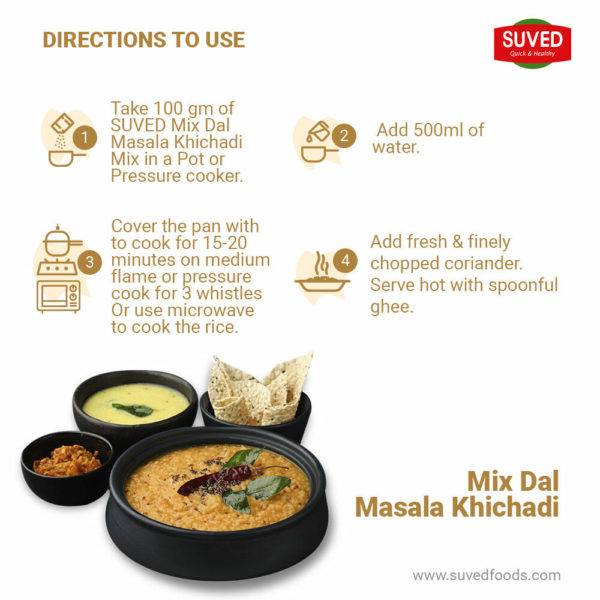 DIRECTIONS TO USE
SUVED
Quick & Healthy
1
Take 100 gm of
SUVED Mix Dal
Masala Khichadi
Mix in a Pot or
Pressure cooker.
2
Add 500ml of
water.
3
Cover the pan with
to cook for 15-20
minutes on medium
flame or pressure
cook for 3 whistles
Or use microwave
to cook the rice.
4
Add fresh & finely
chopped coriander.
Serve hot with spoonful
ghee.
Mix Dal
Masala Khichadi
www.suvedfoods.com